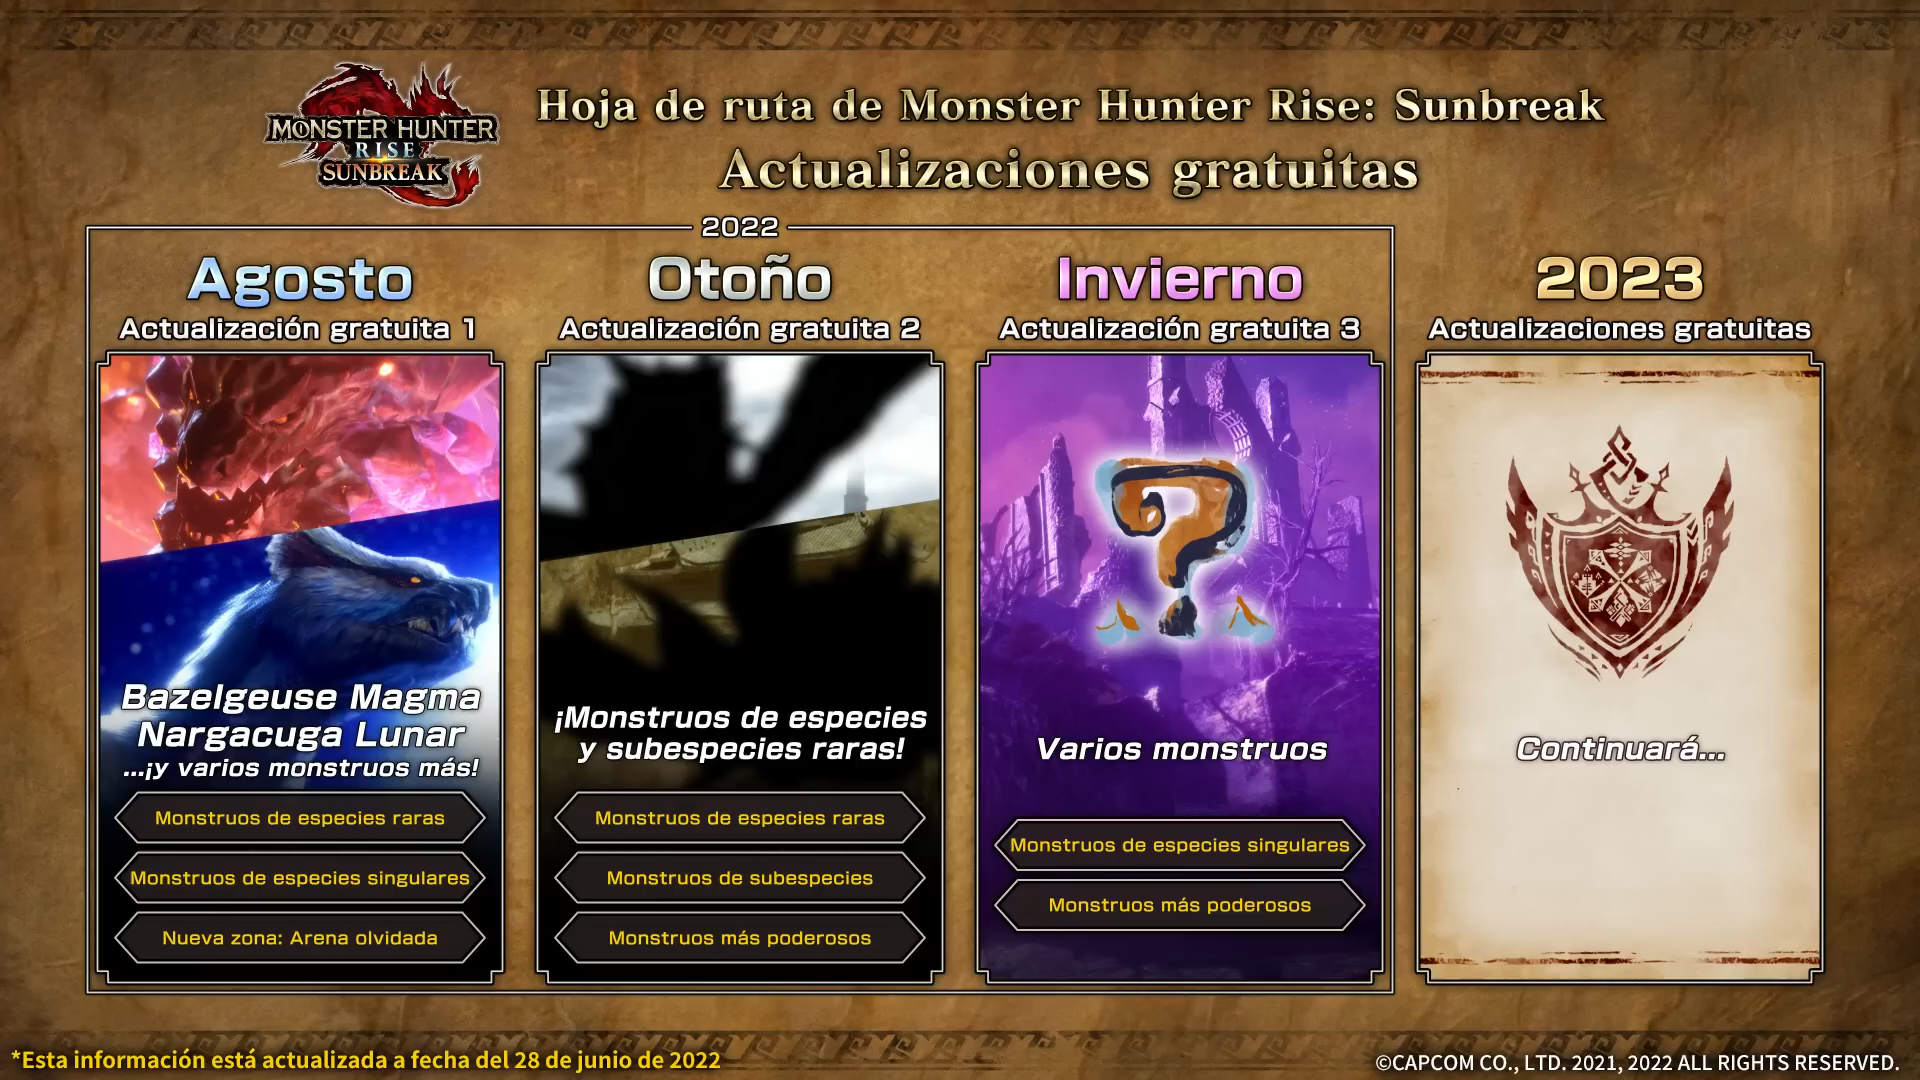 MONSTER HUNTER
RISE
SUNBREAK
Hoja de ruta de Monster Hunter Rise: Sunbreak
Actualizaciones gratuitas
2022
Agosto
Actualización gratuita 1
Bazelgeuse Magma
Nargacuga Lunar
...¡y varios monstruos más!
Monstruos de especies raras
Monstruos de especies singulares
Nueva zona: Arena olvidada
Otoño
Actualización gratuita 2
¡Monstruos de especies
y subespecies raras!
Monstruos de especies raras
Monstruos de subespecies
Monstruos más poderosos
Invierno
Actualización gratuita 3
Varios monstruos
Monstruos de especies singulares
Monstruos más poderosos
2023
Actualizaciones gratuitas
Continuará...
*Esta información está actualizada a fecha del 28 de junio de 2022
©CAPCOM CO., LTD. 2021, 2022 ALL RIGHTS RESERVED.